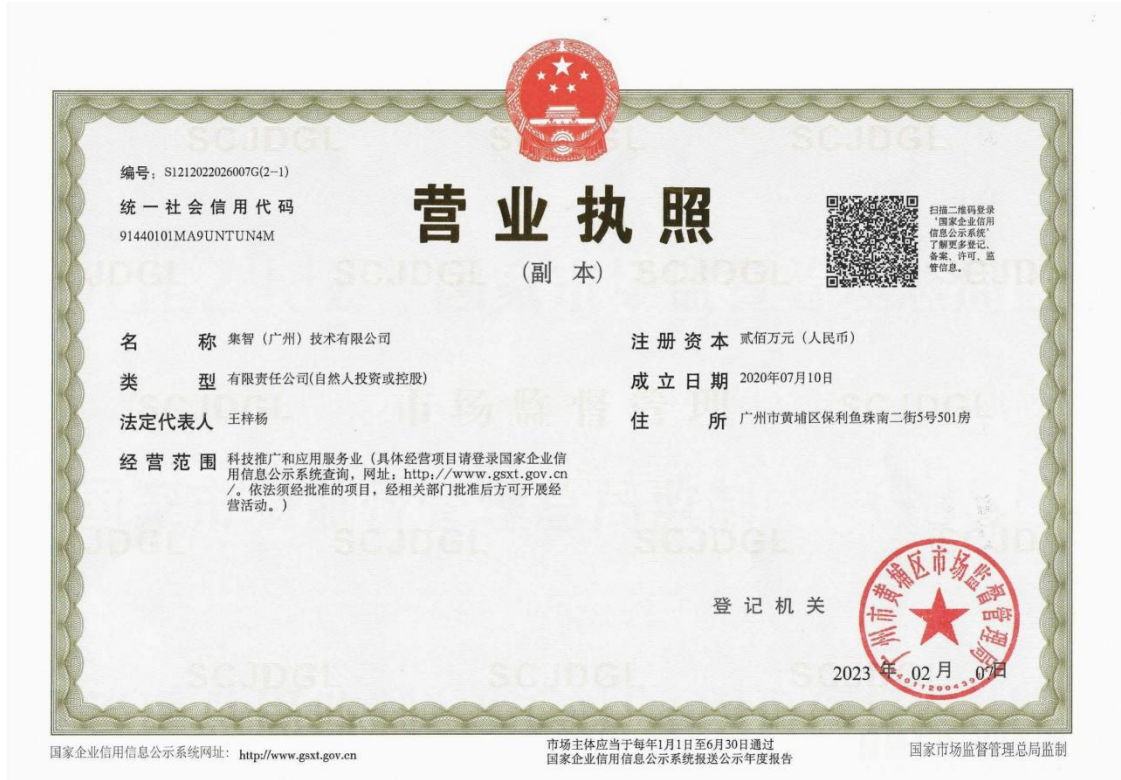 编号：S1212022026007G(2-1)
统一社会信用代码
91440101MA9UNTUN4M
营业执照
(副 本)
扫描二维码登录
‘国家企业信用
信息公示系统’
了解更多登记、
备案、许可、监
管信息。
名 称 集智（广州）技术有限公司
类 型 有限责任公司(自然人投资或控股)
法定代表人 王梓杨
经营范围 科技推广和应用服务业（具体经营项目请登录国家企业信
用信息公示系统查询，网址：http://www.gsxt.gov.cn
/。依法须经批准的项目，经相关部门批准后方可开展经
营活动。）
注册资本 贰佰万元（人民币）
成立日期 2020年07月10日
住 所 广州市黄埔区保利鱼珠南二街5号501房
SCJDGL
市场监督管理
登记机关
广州市黄埔区市场监督管理局
2023 年 02 月 07日
国家企业信用信息公示系统网址： http://www.gsxt.gov.cn
市场主体应当于每年1月1日至6月30日通过
国家企业信用信息公示系统报送公示年度报告
国家市场监督管理总局监制